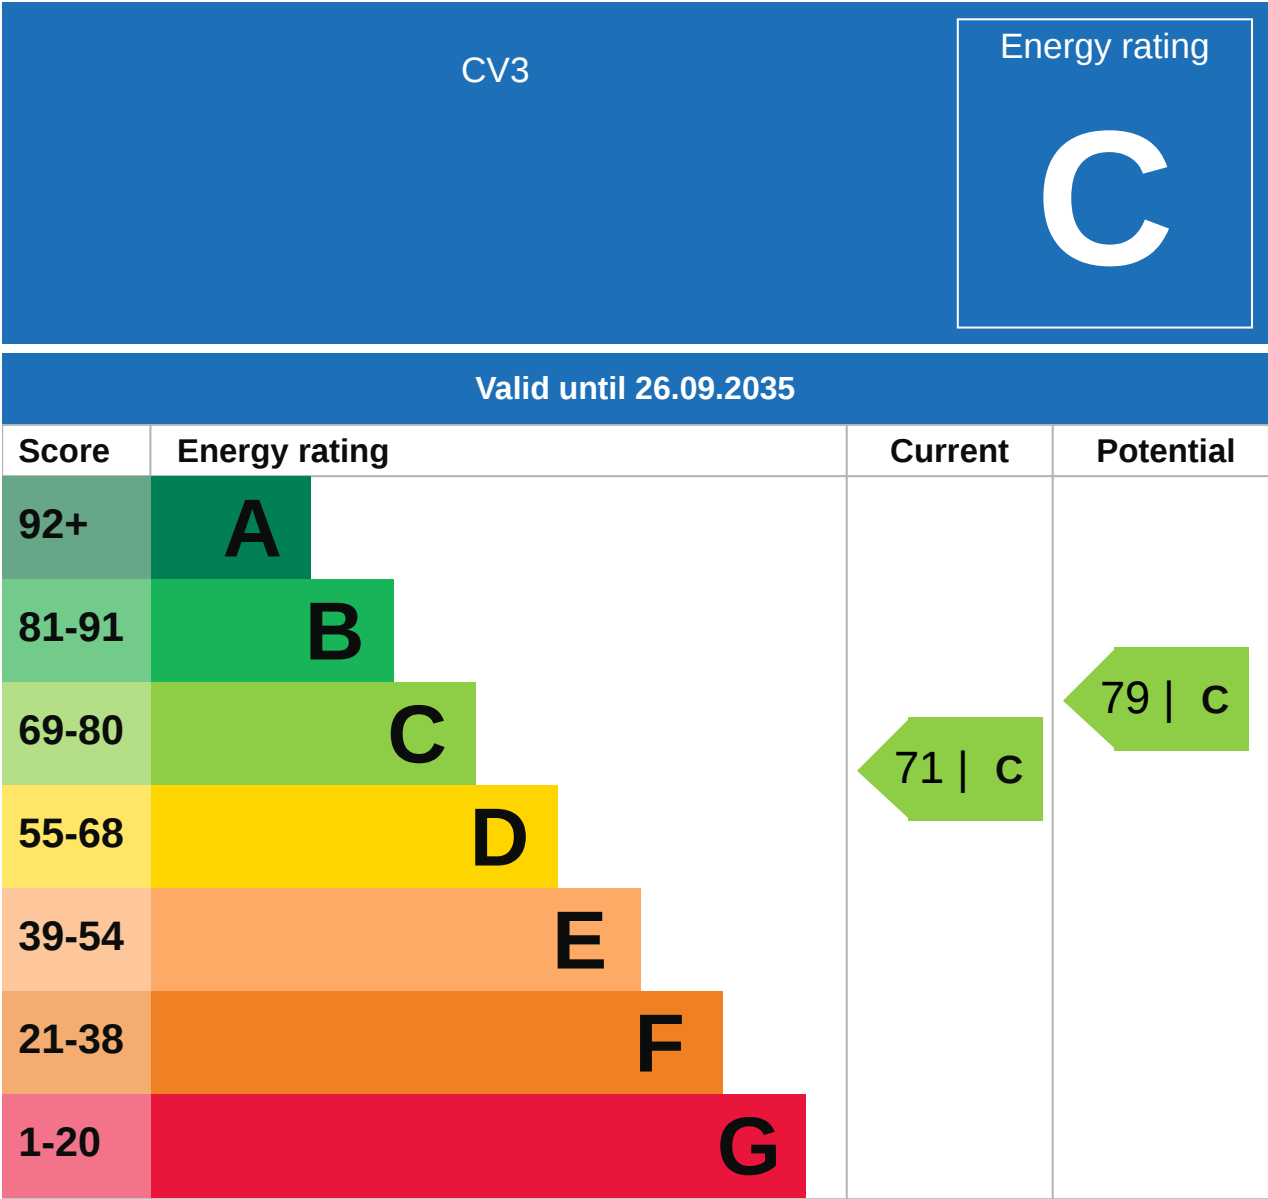 CV3
Energy rating
C
Valid until 26.09.2035
Score Energy rating Current Potential
92+ A
81-91 B
69-80 C
79 | C
71 | C
55-68 D
39-54 E
21-38 F
1-20 G